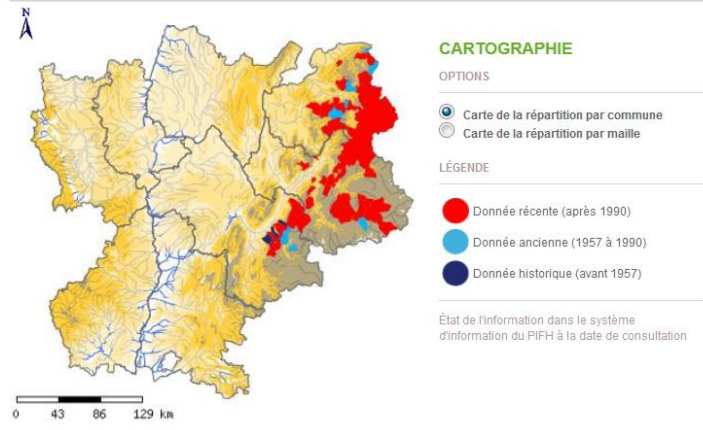 N
CARTOGRAPHIE
OPTIONS
Carte de la répartition par commune
Carte de la répartition par maille
LÉGENDE
Donnée récente (après 1990)
Donnée ancienne (1957 à 1990)
Donnée historique (avant 1957)
État de l'information dans le système
d'information du PIFH à la date de consultation
0 43 86 129 km